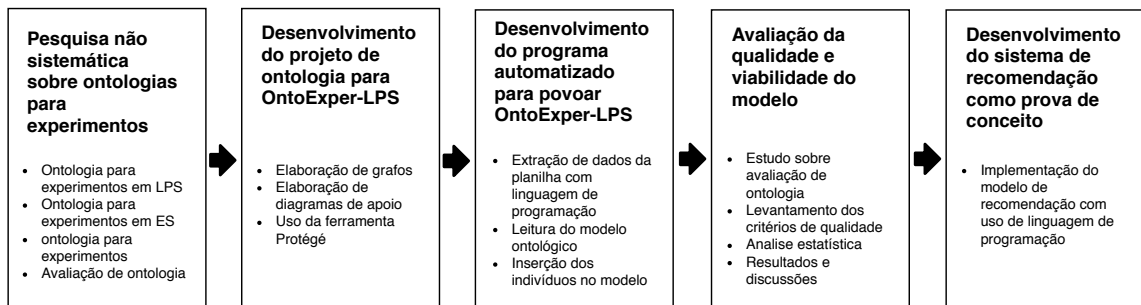 Pesquisa não
sistemática
sobre ontologias
para
experimentos
• Ontologia para
experimentos em LPS
• Ontologia para
experimentos em ES
• ontologia para
experimentos
• Avaliação de ontologia
Desenvolvimento
do projeto de
ontologia para
OntoExper-LPS
• Elaboração de grafos
• Elaboração de
diagramas de apoio
• Uso da ferramenta
Protégé
Desenvolvimento
do programa
automatizado
para povoar
OntoExper-LPS
• Extração de dados da
planilha com
linguagem de
programação
• Leitura do modelo
ontológico
• Inserção dos
indivíduos no modelo
Avaliação da
qualidade e
viabilidade do
modelo
• Estudo sobre
avaliação de
ontologia
• Levantamento dos
critérios de qualidade
• Analise estatística
• Resultados e
discussões
Desenvolvimento
do sistema de
recomendação
como prova de
conceito
• Implementação do
modelo de
recomendação com
uso de linguagem de
programação